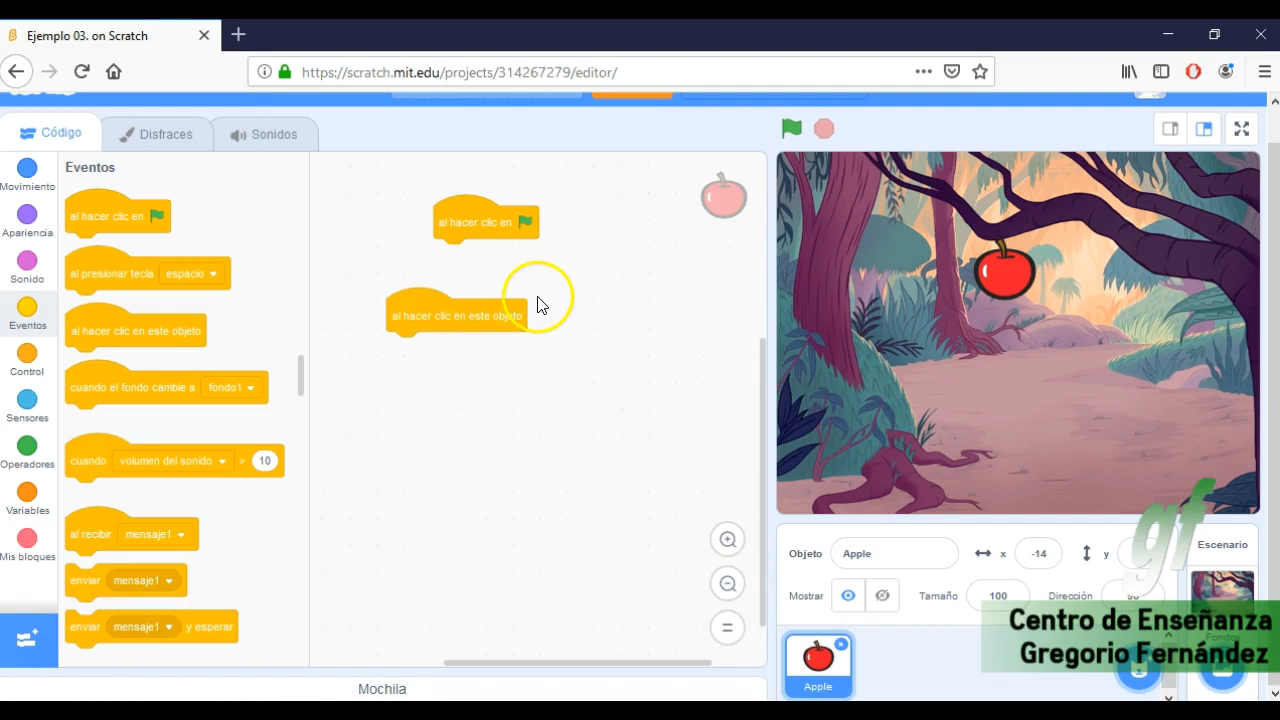 Ejemplo 03. on Scratch
https://scratch.mit.edu/projects/314267279/editor/
Código
Disfraces
Sonidos
Movimiento
Apariencia
Sonido
Eventos
Control
Sensores
Operadores
Variables
Mis bloques
Eventos
al hacer clic en
al presionar tecla espacio
al hacer clic en este objeto
cuando el fondo cambie a fondo1
cuando volumen del sonido > 10
al recibir mensaje1
enviar mensaje1
enviar mensaje1 y esperar
al hacer clic en
al hacer clic en este objeto
Mochila
Objeto Apple x -14 y
Mostrar Tamaño 100 Dirección
Apple
Escenario
gf
Centro de Enseñanza
Gregorio Fernández